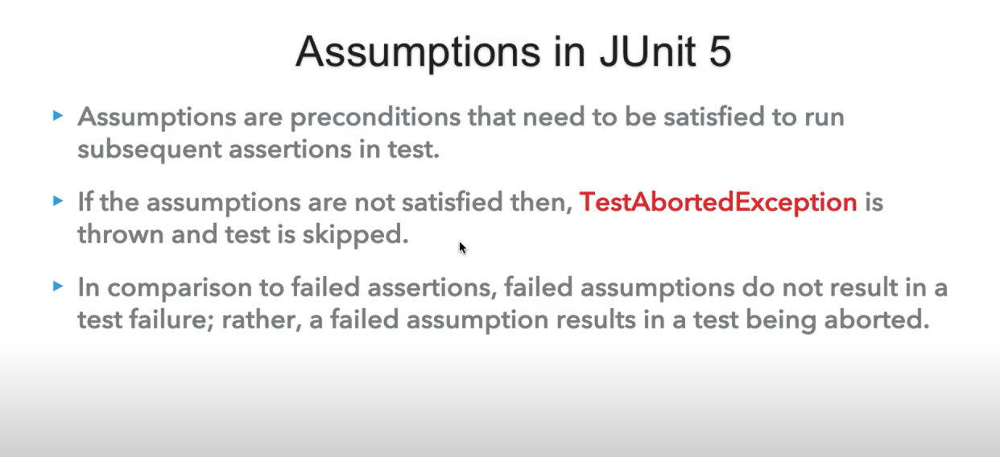 Assumptions in JUnit 5
Assumptions are preconditions that need to be satisfied to run
subsequent assertions in test.
If the assumptions are not satisfied then, TestAbortedException is
thrown and test is skipped.
In comparison to failed assertions, failed assumptions do not result in a
test failure; rather, a failed assumption results in a test being aborted.